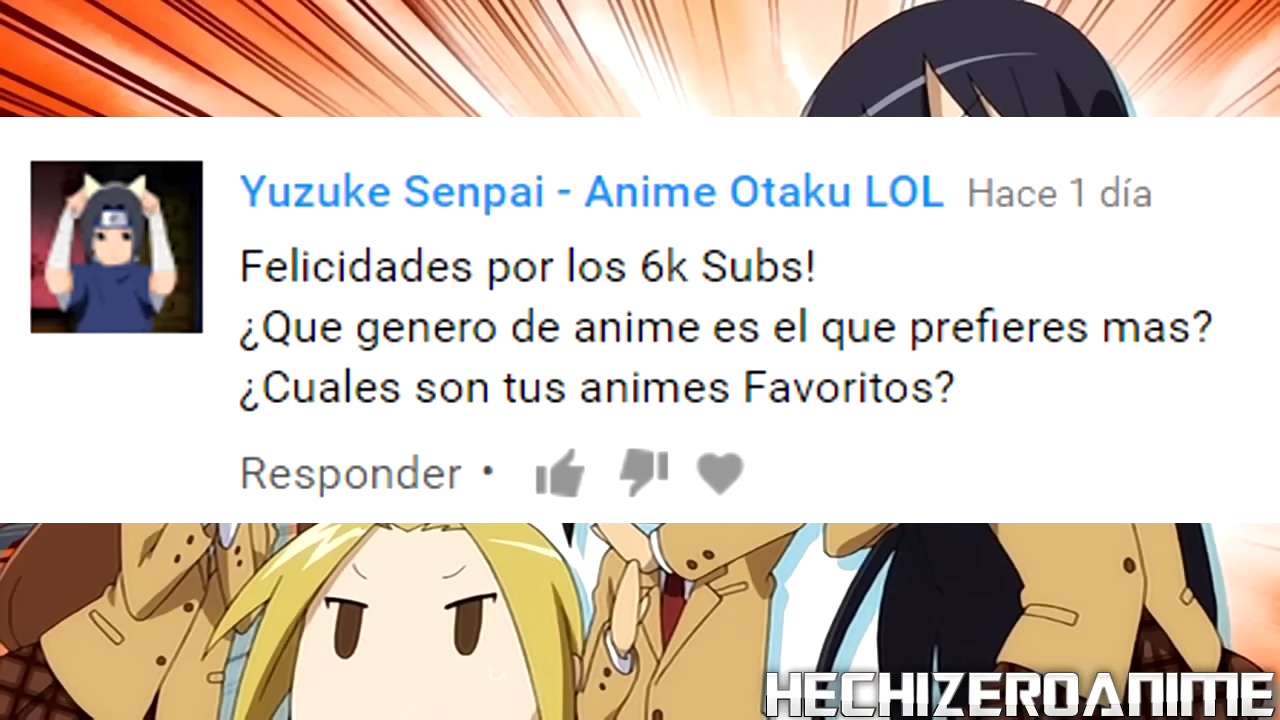 Yuzuke Senpai - Anime Otaku LOL Hace 1 día
Felicidades por los 6k Subs!
¿Que genero de anime es el que prefieres mas?
¿Cuales son tus animes Favoritos?
Responder •
HECHIZEROANIME